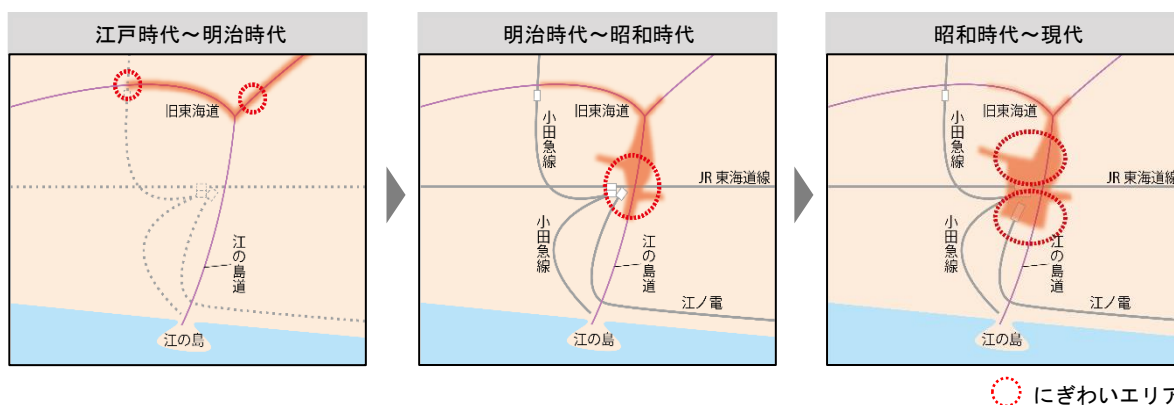 江戸時代～明治時代
旧東海道
江の島道
江の島
明治時代～昭和時代
旧東海道
小田急線
JR 東海道線
小田急線
江の島道
江ノ電
江の島
昭和時代～現代
旧東海道
小田急線
JR 東海道線
小田急線
江の島道
江ノ電
江の島
にぎわいエリア